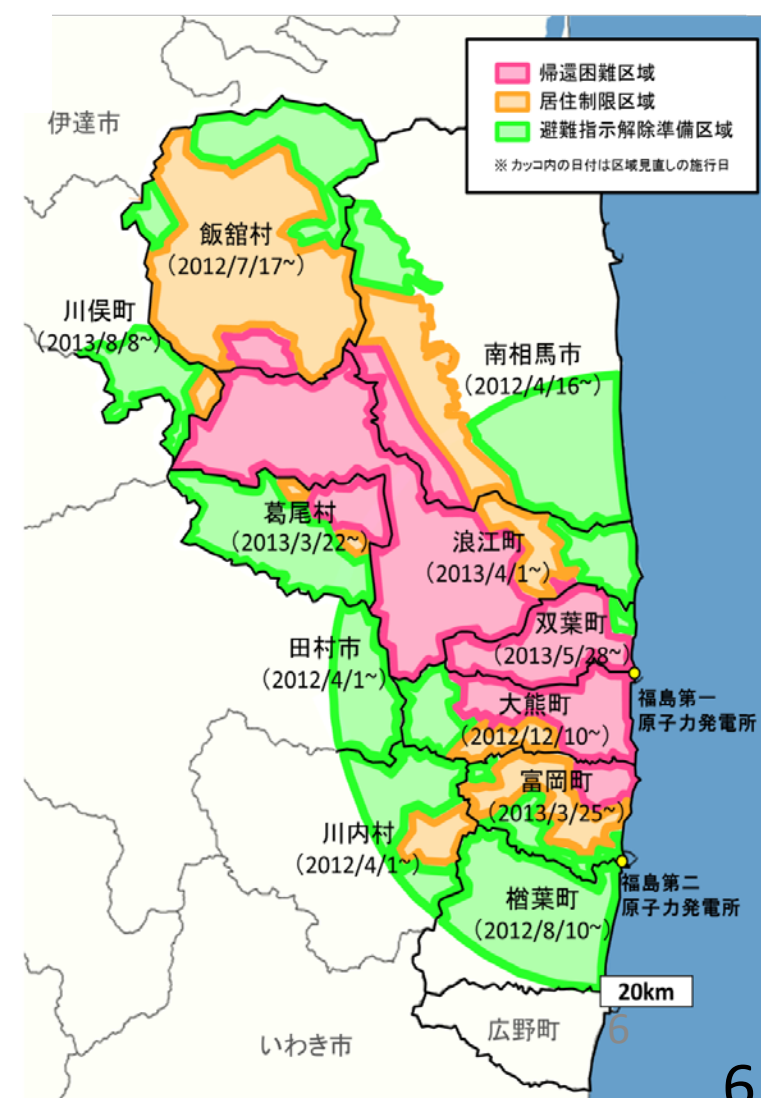 帰還困難区域
居住制限区域
避難指示解除準備区域
※ カッコ内の日付は区域見直しの施行日
伊達市
飯舘村
（2012/7/17~）
川俣町
（2013/8/8~）
南相馬市
（2012/4/16~）
葛尾村
（2013/3/22~）
浪江町
（2013/4/1~）
双葉町
（2013/5/28~）
田村市
（2012/4/1~）
大熊町
（2012/12/10~）
福島第一
原子力発電所
富岡町
（2013/3/25~）
川内村
（2012/4/1~）
福島第二
原子力発電所
楢葉町
（2012/8/10~）
20km
広野町
6
いわき市
6